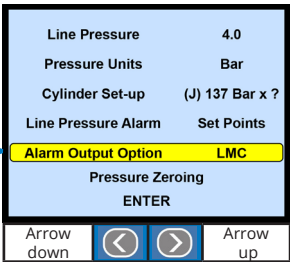 Line Pressure 4.0
Pressure Units Bar
Cylinder Set-up (J) 137 Bar x ?
Line Pressure Alarm Set Points
Alarm Output Option LMC
Pressure Zeroing
ENTER
Arrow down
Arrow up